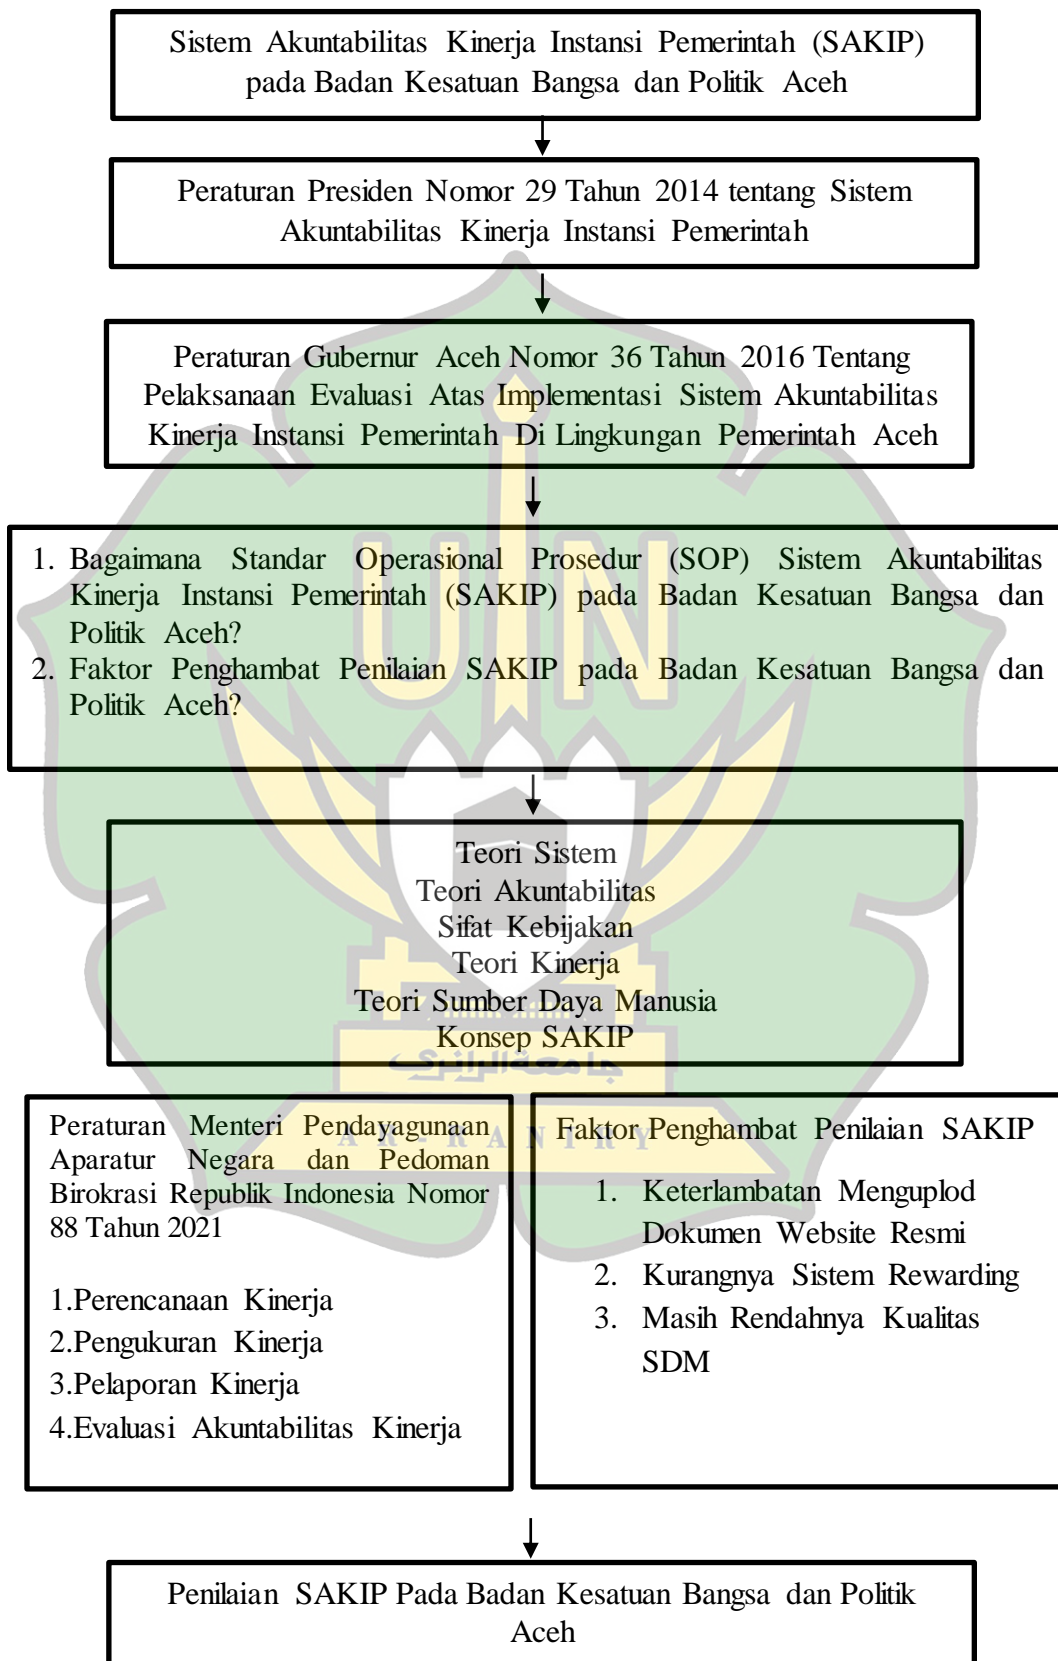 Sistem Akuntabilitas Kinerja Instansi Pemerintah (SAKIP)
pada Badan Kesatuan Bangsa dan Politik Aceh
Peraturan Presiden Nomor 29 Tahun 2014 tentang Sistem
Akuntabilitas Kinerja Instansi Pemerintah
Peraturan Gubernur Aceh Nomor 36 Tahun 2016 Tentang
Pelaksanaan Evaluasi Atas Implementasi Sistem Akuntabilitas
Kinerja Instansi Pemerintah Di Lingkungan Pemerintah Aceh
UIN
1. Bagaimana Standar Operasional Prosedur (SOP) Sistem Akuntabilitas
Kinerja Instansi Pemerintah (SAKIP) pada Badan Kesatuan Bangsa dan
Politik Aceh?
2. Faktor Penghambat Penilaian SAKIP pada Badan Kesatuan Bangsa dan
Politik Aceh?
Teori Sistem
Teori Akuntabilitas
Sifat Kebijakan
Teori Kinerja
Teori Sumber Daya Manusia
Konsep SAKIP
جامعة الرانري
AR-RANIRY
Peraturan Menteri Pendayagunaan
Aparatur Negara dan Pedoman
Birokrasi Republik Indonesia Nomor
88 Tahun 2021
1.Perencanaan Kinerja
2.Pengukuran Kinerja
3.Pelaporan Kinerja
4.Evaluasi Akuntabilitas Kinerja
Faktor Penghambat Penilaian SAKIP
1. Keterlambatan Menguplod
Dokumen Website Resmi
2. Kurangnya Sistem Rewarding
3. Masih Rendahnya Kualitas
SDM
Penilaian SAKIP Pada Badan Kesatuan Bangsa dan Politik
Aceh